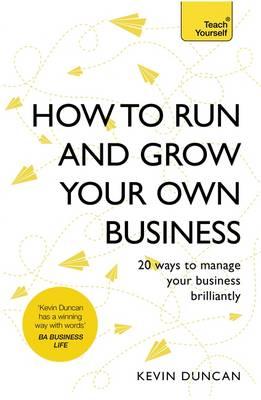 Teach
Yourself®
HOW TO RUN
AND GROW
YOUR OWN
BUSINESS
20 ways to manage
your business
brilliantly
'Kevin Duncan
has a winning
way with words'
BA BUSINESS
LIFE
KEVIN DUNCAN